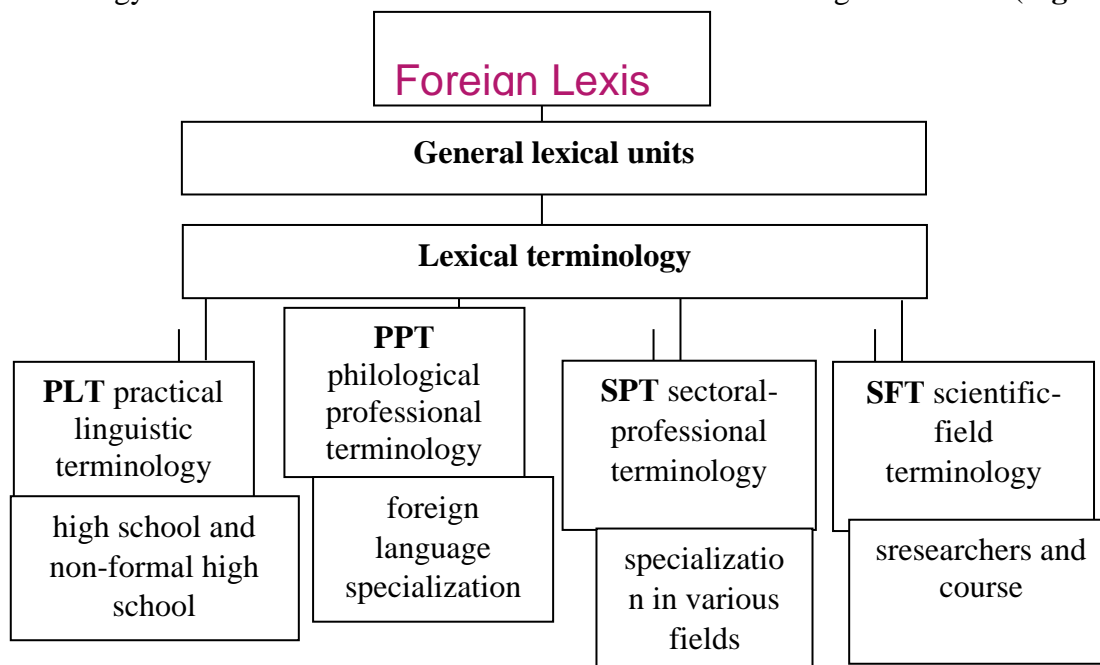 Foreign Lexis
General lexical units
Lexical terminology
PLT practical
linguistic
terminology
PPT
philological
professional
terminology
SPT sectoral-
professional
terminology
SFT scientific-
field
terminology
high school and
non-formal high
school
foreign
language
specialization
specializatio
n in various
fields
sresearchers and
course